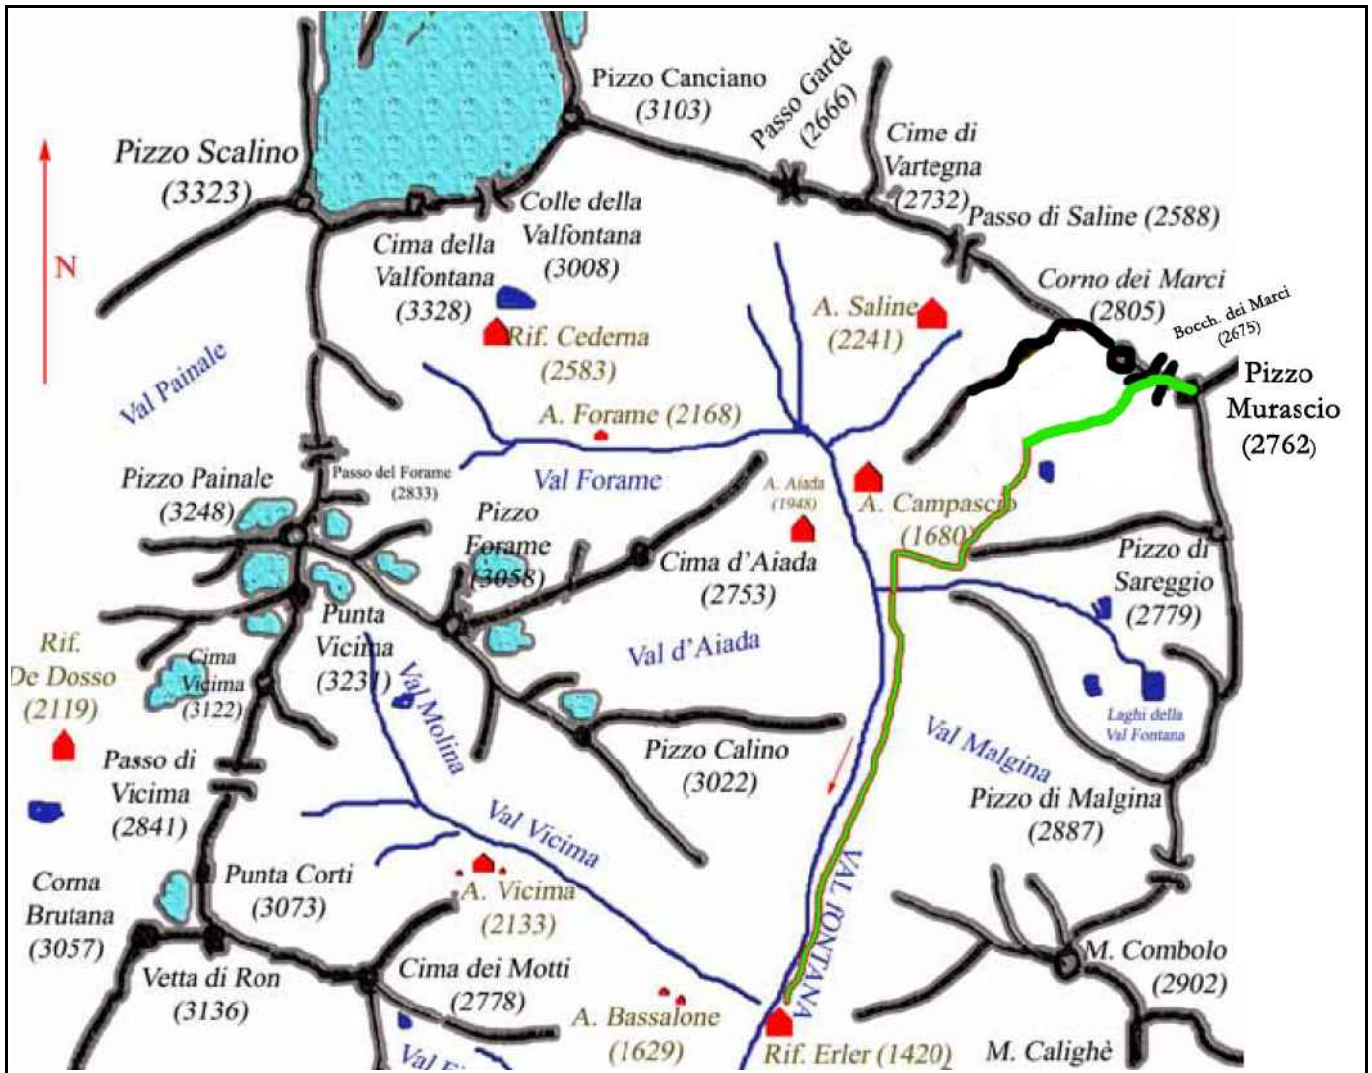 Pizzo Canciano
(3103)
Passo Gardè
(2666)
Cime di
Vartegna
(2732)
Pizzo Scalino
(3323)
Colle della
Valfontana
(3008)
Passo di Saline (2588)
Cima della
Valfontana
(3328)
N
Corno dei Marci
(2805)
Bocch. dei Marci
(2675)
A. Saline
(2241)
Rif. Cederna
(2583)
Val Painale
Pizzo
Murascio
(2762)
A. Forame (2168)
Passo del Forame
(2833)
Pizzo Painale
(3248)
Val Forame
A. Aiada
(1948)
A. Campascio
(1680)
Pizzo
Forame
(3058)
Cima d'Aiada
(2753)
Pizzo di
Sareggio
(2779)
Punta
Vicima
(3231)
Rif.
De Dosso
(2119)
Cima
Vicima
(3122)
Val d'Aiada
Val Molina
Laghi della
Val Fontana
Val Malgina
Pizzo Calino
(3022)
Passo di
Vicima
(2841)
Pizzo di Malgina
(2887)
Val Vicima
VAL FONTANA
Corna
Brutana
(3057)
Punta Corti
(3073)
A. Vicima
(2133)
M. Combolo
(2902)
Vetta di Ron
(3136)
Cima dei Motti
(2778)
A. Bassalone
(1629)
Rif. Erler (1420)
M. Calighè